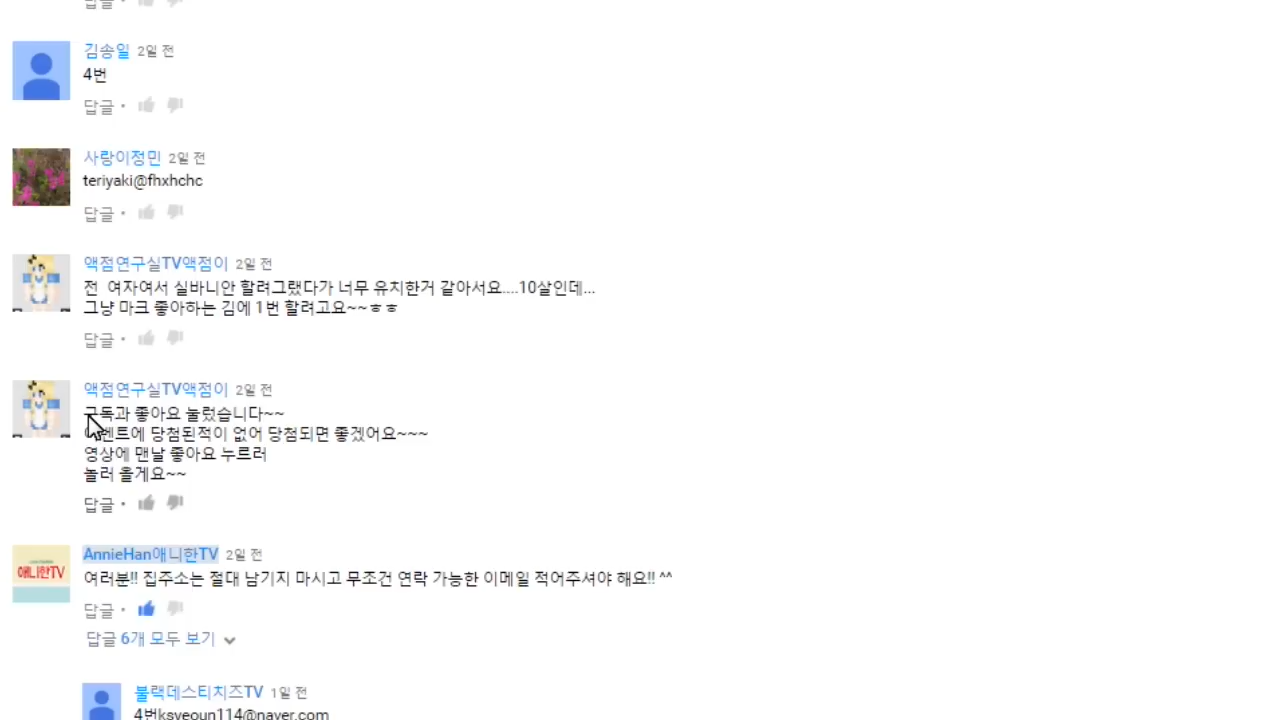 답글 •
김송일 2일 전
4번
답글 •
사랑이정민 2일 전
teriyaki@fhxhchc
답글 •
액점연구실TV액점이 2일 전
전 여자여서 실바니안 할려그랬다가 너무 유치한거 같아서요....10살인데...
그냥 마크 좋아하는 김에 1번 할려고요~~ㅎㅎ
답글 •
액점연구실TV액점이 2일 전
구독과 좋아요 눌렀습니다~~
이벤트에 당첨된적이 없어 당첨되면 좋겠어요~~~
영상에 맨날 좋아요 누르러
놀러 올게요~~
답글 •
애니한TV
AnnieHan애니한TV 2일 전
여러분!! 집주소는 절대 남기지 마시고 무조건 연락 가능한 이메일 적어주셔야 해요!! ^^
답글 •
답글 6개 모두 보기
블랙데스티치즈TV 1일 전
4번ksyeoun114@naver.com